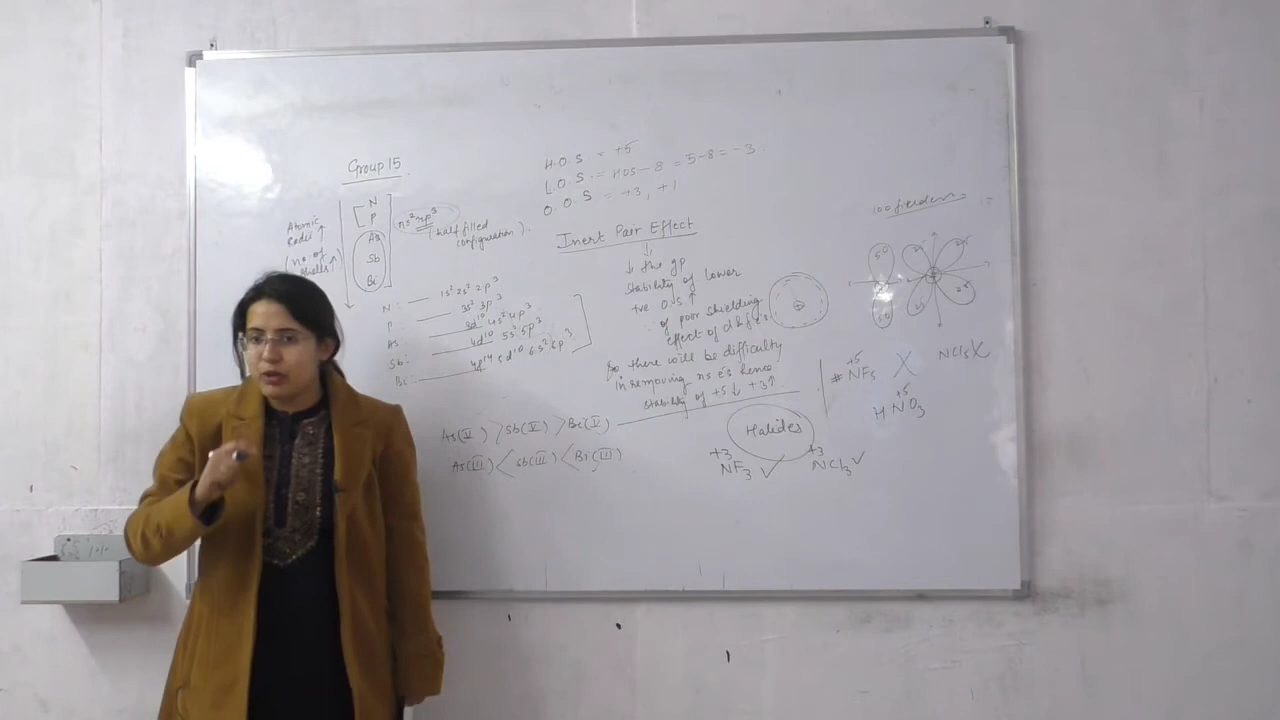 Group 15
N
P
As
Sb
Bi
Atomic
Radii ↑
(no. of
shells ↑)
ns² np³
(half filled
configuration).
N : — 1s² 2s² 2p³
P : — 3s² 3p³
As : — 3d¹⁰ 4s² 4p³
Sb : — 4d¹⁰ 5s² 5p³
Bi : — 4f¹⁴ 5d¹⁰ 6s² 6p³
As(V) > Sb(V) > Bi(V)
As(III) < Sb(III) < Bi(III)
H.O.S = +5
L.O.S = HOS – 8 = 5–8 = –3
O.O.S = +3, +1
Inert Pair Effect
↓
↓ the gp
stability of lower
+ve O.S ↑
∵ of poor shielding
effect of d & f e's
So there will be difficulty
in removing ns e's hence
stability of +5 ↓ +3 ↑
Halides
+3
NF₃ ✓
+3
NCl₃ ✓
+5
# NF₅ X
NCl₅ X
+5
HNO₃